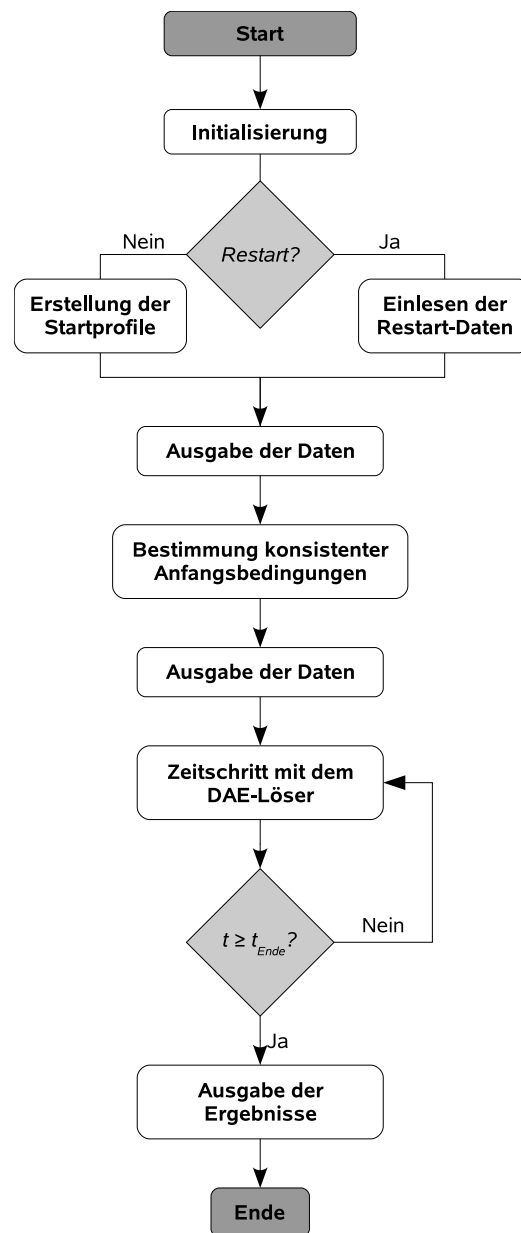 Start
Initialisierung
Nein
Ja
Restart?
Erstellung der
Startprofile
Einlesen der
Restart-Daten
Ausgabe der Daten
Bestimmung konsistenter
Anfangsbedingungen
Ausgabe der Daten
Zeitschritt mit dem
DAE-Löser
Nein
t ≥ t_Ende?
Ja
Ausgabe der
Ergebnisse
Ende